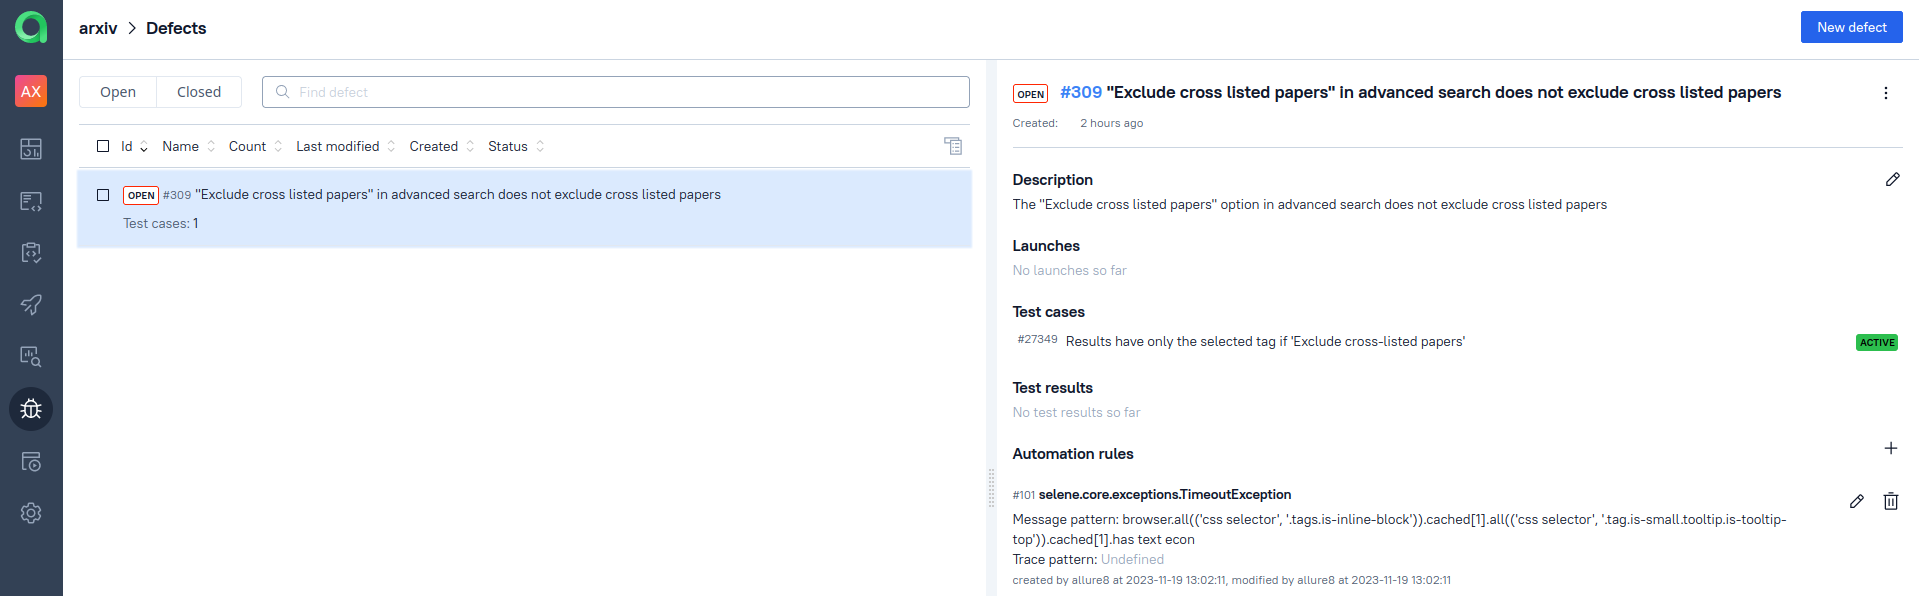 arxiv > Defects
New defect
AX
Open Closed Find defect
Id Name Count Last modified Created Status
OPEN #309 "Exclude cross listed papers" in advanced search does not exclude cross listed papers
Test cases: 1
OPEN #309 "Exclude cross listed papers" in advanced search does not exclude cross listed papers
Created: 2 hours ago
Description
The "Exclude cross listed papers" option in advanced search does not exclude cross listed papers
Launches
No launches so far
Test cases
#27349 Results have only the selected tag if 'Exclude cross-listed papers' ACTIVE
Test results
No test results so far
Automation rules
#101 selene.core.exceptions.TimeoutException
Message pattern: browser.all(('css selector', '.tags.is-inline-block')).cached[1].all(('css selector', '.tag.is-small.tooltip.is-tooltip-
top')).cached[1].has text econ
Trace pattern: Undefined
created by allure8 at 2023-11-19 13:02:11, modified by allure8 at 2023-11-19 13:02:11